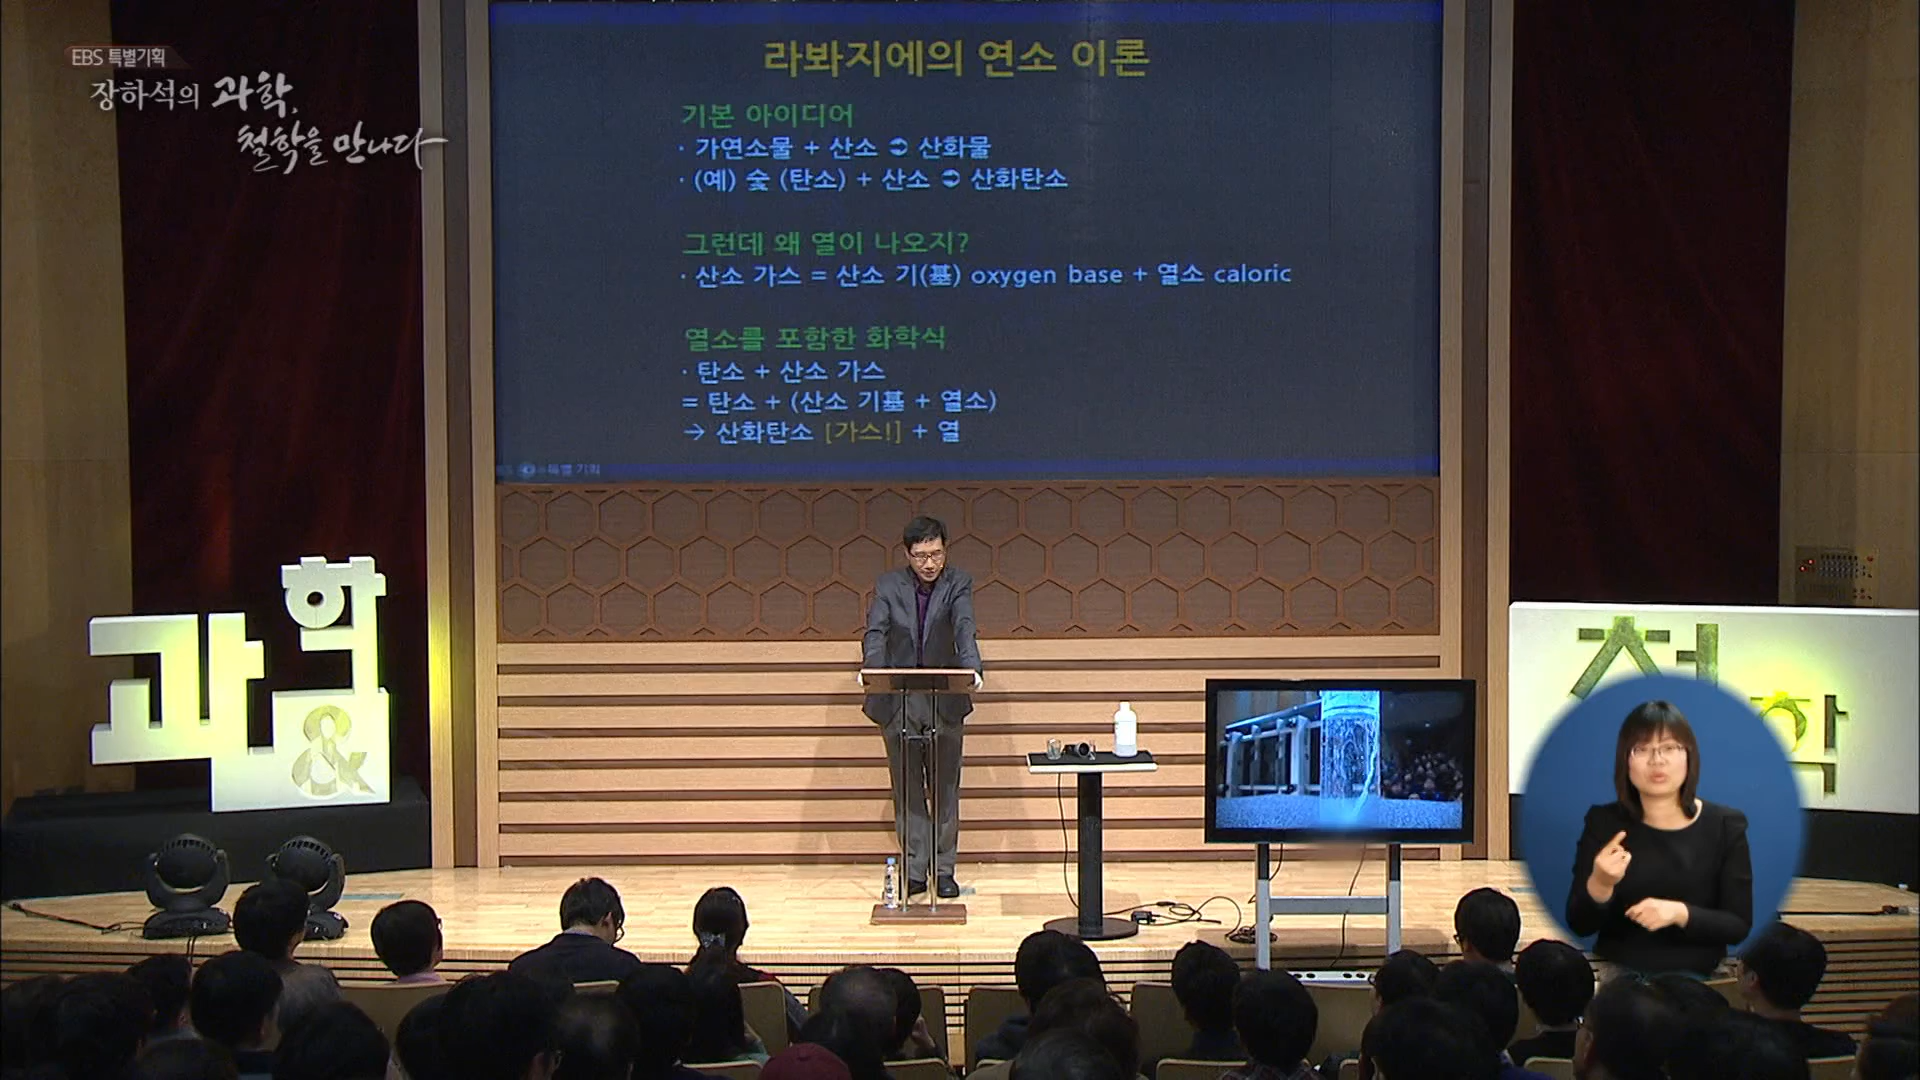 EBS 특별기획
장하석의 과학,
철학을 만나다
라봐지에의 연소 이론
기본 아이디어
· 가연소물 + 산소 ➲ 산화물
· (예) 숯 (탄소) + 산소 ➲ 산화탄소
그런데 왜 열이 나오지?
· 산소 가스 = 산소 기(基) oxygen base + 열소 caloric
열소를 포함한 화학식
· 탄소 + 산소 가스
= 탄소 + (산소 기基 + 열소)
→ 산화탄소 [가스!] + 열
특별 기획
과학
&
철학